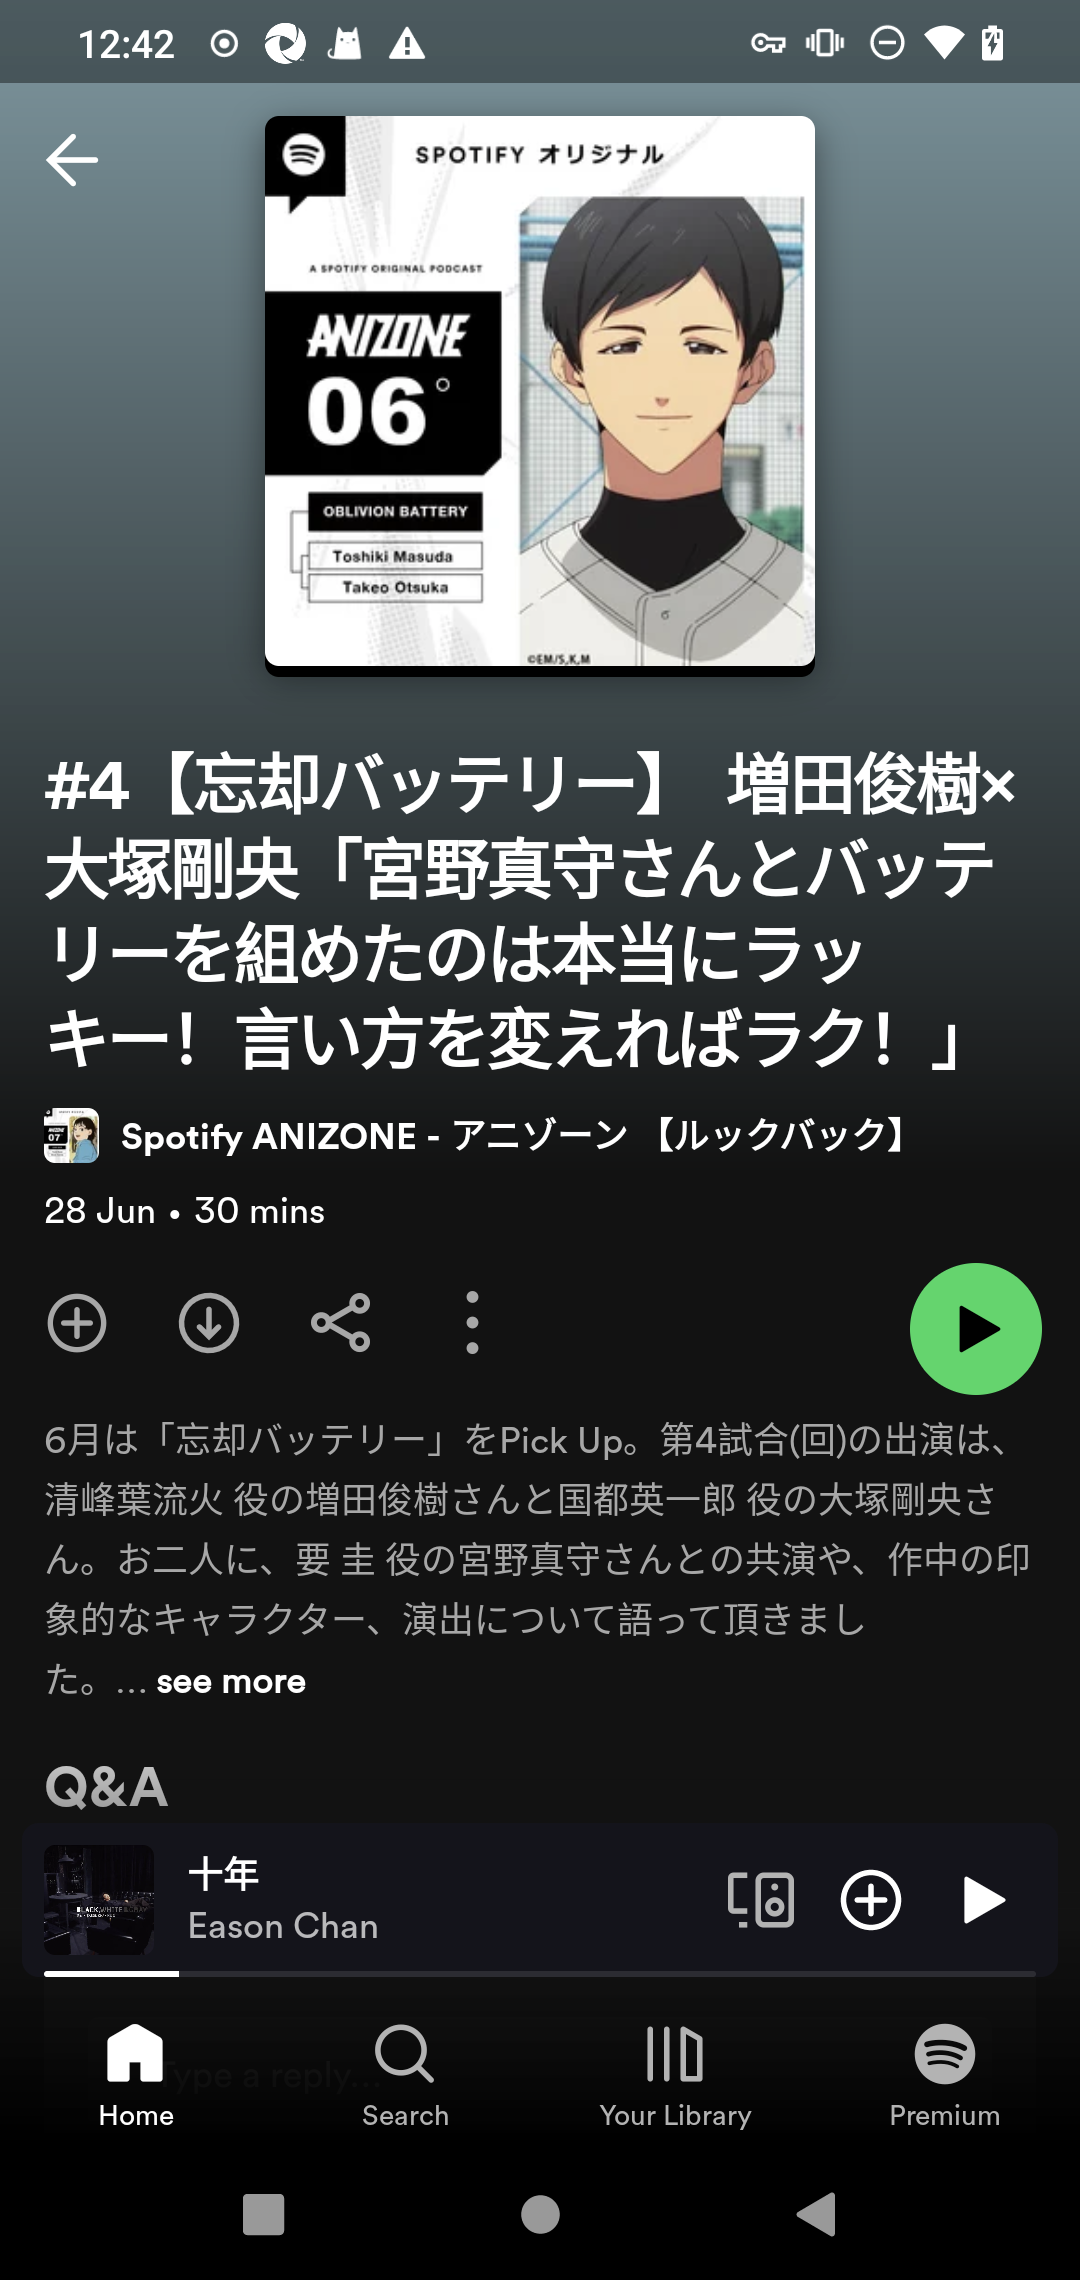 12:42
SPOTIFY オリジナル
A SPOTIFY ORIGINAL PODCAST
ANIZONE
06
OBLIVION BATTERY
Toshiki Masuda
Takeo Otsuka
©EM/S,K,M
#4【忘却バッテリー】 増田俊樹×
大塚剛央「宮野真守さんとバッテ
リーを組めたのは本当にラッ
キー！言い方を変えればラク！」
Spotify ANIZONE - アニゾーン 【ルックバック】
28 Jun • 30 mins
6月は「忘却バッテリー」をPick Up。第4試合(回)の出演は、
清峰葉流火 役の増田俊樹さんと国都英一郎 役の大塚剛央さ
ん。お二人に、要 圭 役の宮野真守さんとの共演や、作中の印
象的なキャラクター、演出について語って頂きまし
た。... see more
Q&A
十年
Eason Chan
Type a reply...
Home
Search
Your Library
Premium